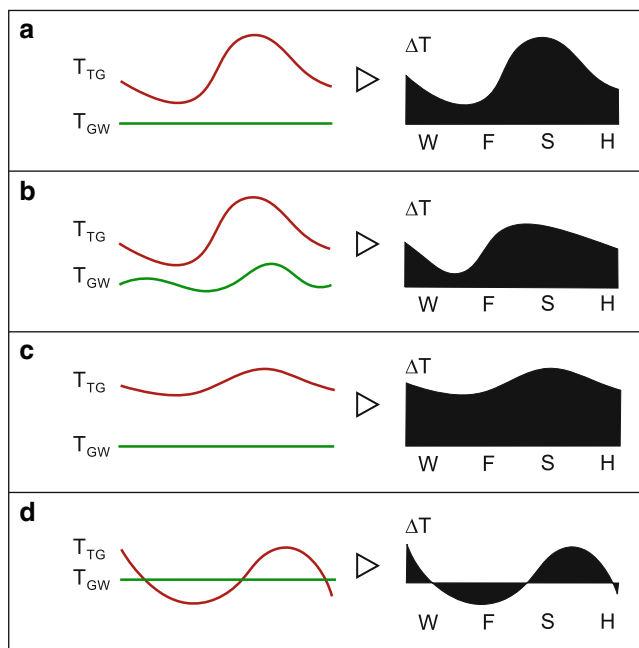 a
ΔT
T_TG
T_GW
W F S H
b
ΔT
T_TG
T_GW
W F S H
c
ΔT
T_TG
T_GW
W F S H
d
ΔT
T_TG
T_GW
W F S H